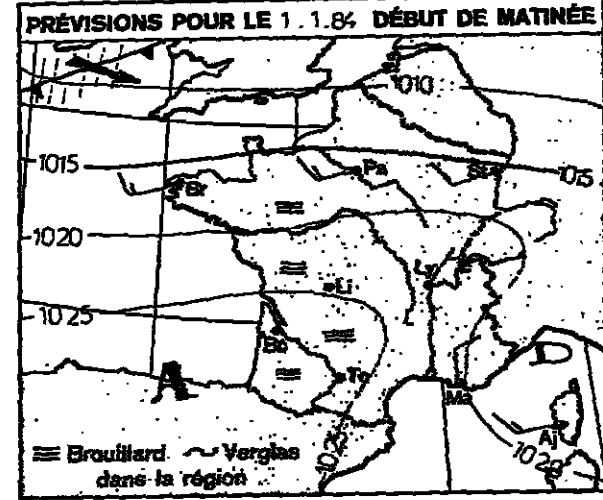 PRÉVISIONS POUR LE 1.1.84 DÉBUT DE MATINÉE
1010
1015
Pa
St
1015
Br
1020
Ly
Li
1025
Bo
To
A
D
Ma
Aj
1025
1020
Brouillard
Verglas
dans la région